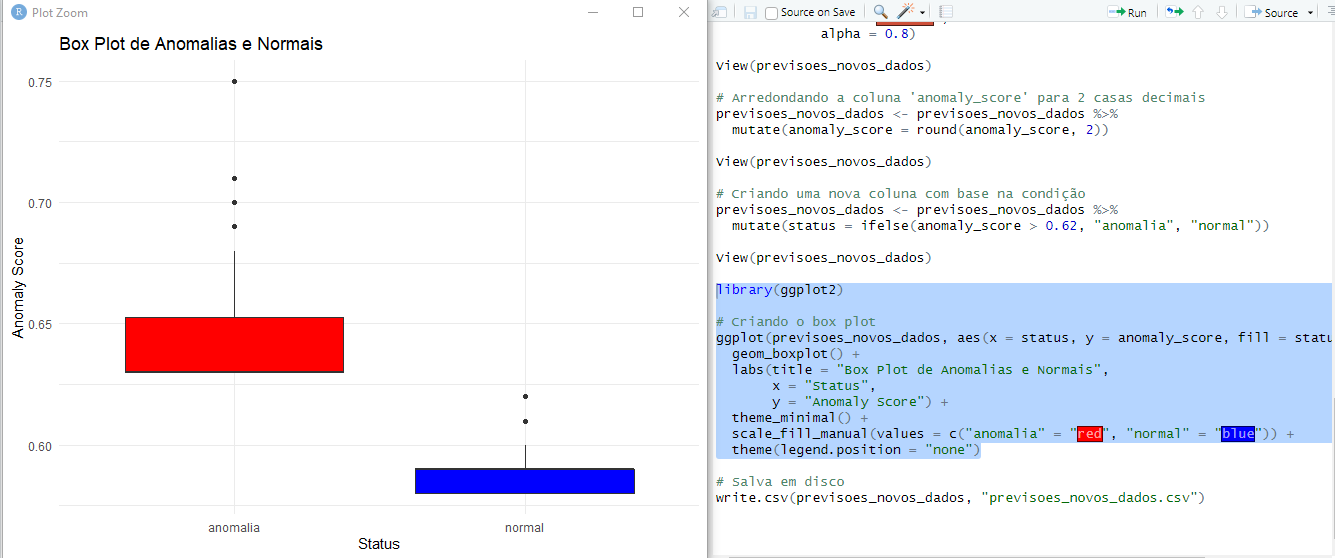 R Plot Zoom
Box Plot de Anomalias e Normais
0.75
0.70
0.65
0.60
Anomaly Score
anomalia
normal
Status
Source on Save
Run
Source
alpha = 0.8)
View(previsoes_novos_dados)
# Arredondando a coluna 'anomaly_score' para 2 casas decimais
previsoes_novos_dados <- previsoes_novos_dados %>%
mutate(anomaly_score = round(anomaly_score, 2))
View(previsoes_novos_dados)
# Criando uma nova coluna com base na condição
previsoes_novos_dados <- previsoes_novos_dados %>%
mutate(status = ifelse(anomaly_score > 0.62, "anomalia", "normal"))
View(previsoes_novos_dados)
library(ggplot2)
# Criando o box plot
ggplot(previsoes_novos_dados, aes(x = status, y = anomaly_score, fill = statu
geom_boxplot() +
labs(title = "Box Plot de Anomalias e Normais",
x = "Status",
y = "Anomaly Score") +
theme_minimal() +
scale_fill_manual(values = c("anomalia" = "red", "normal" = "blue")) +
theme(legend.position = "none")
# Salva em disco
write.csv(previsoes_novos_dados, "previsoes_novos_dados.csv")